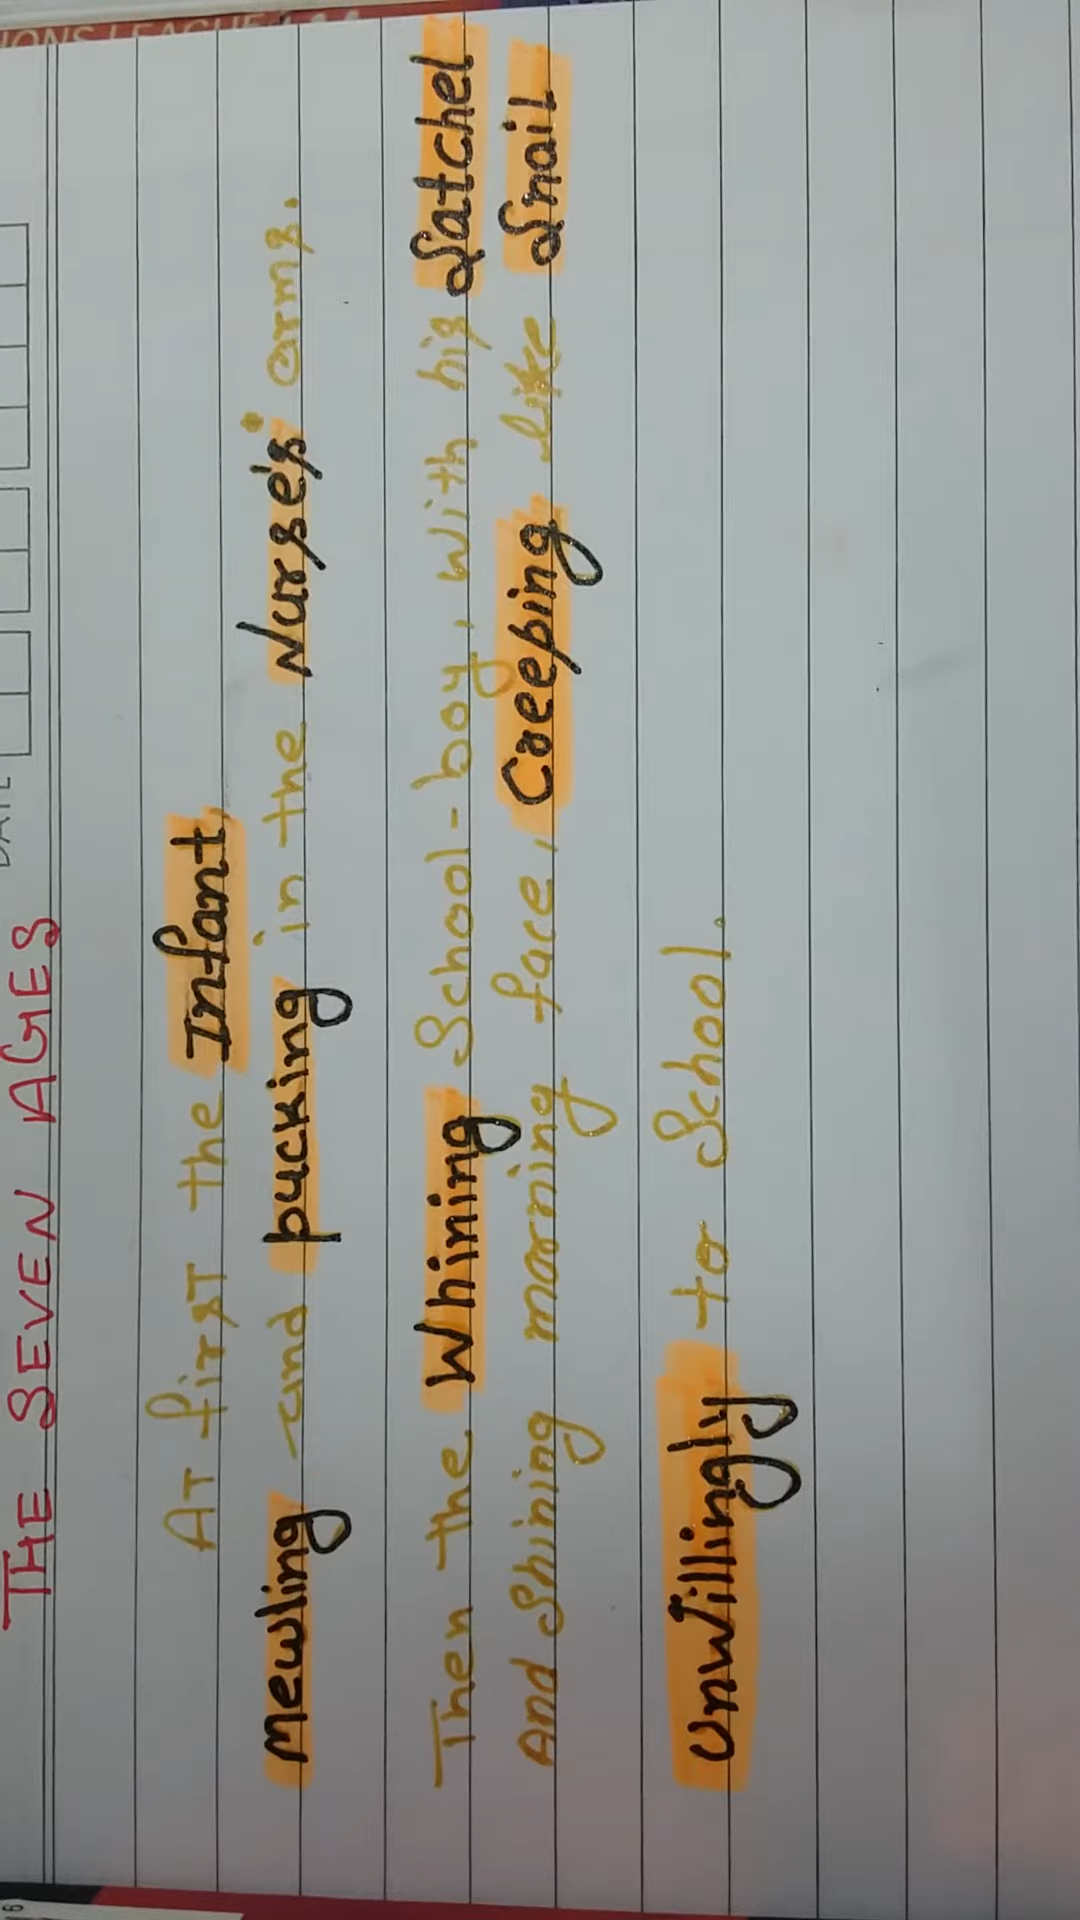 THE SEVEN AGES
DATE
At first the Infant,
Mewling and pucking in the Nurse's arms.
Then the Whining School-boy, with his Satchel
And Shining morning face, Creeping like Snail
Unwillingly to School.